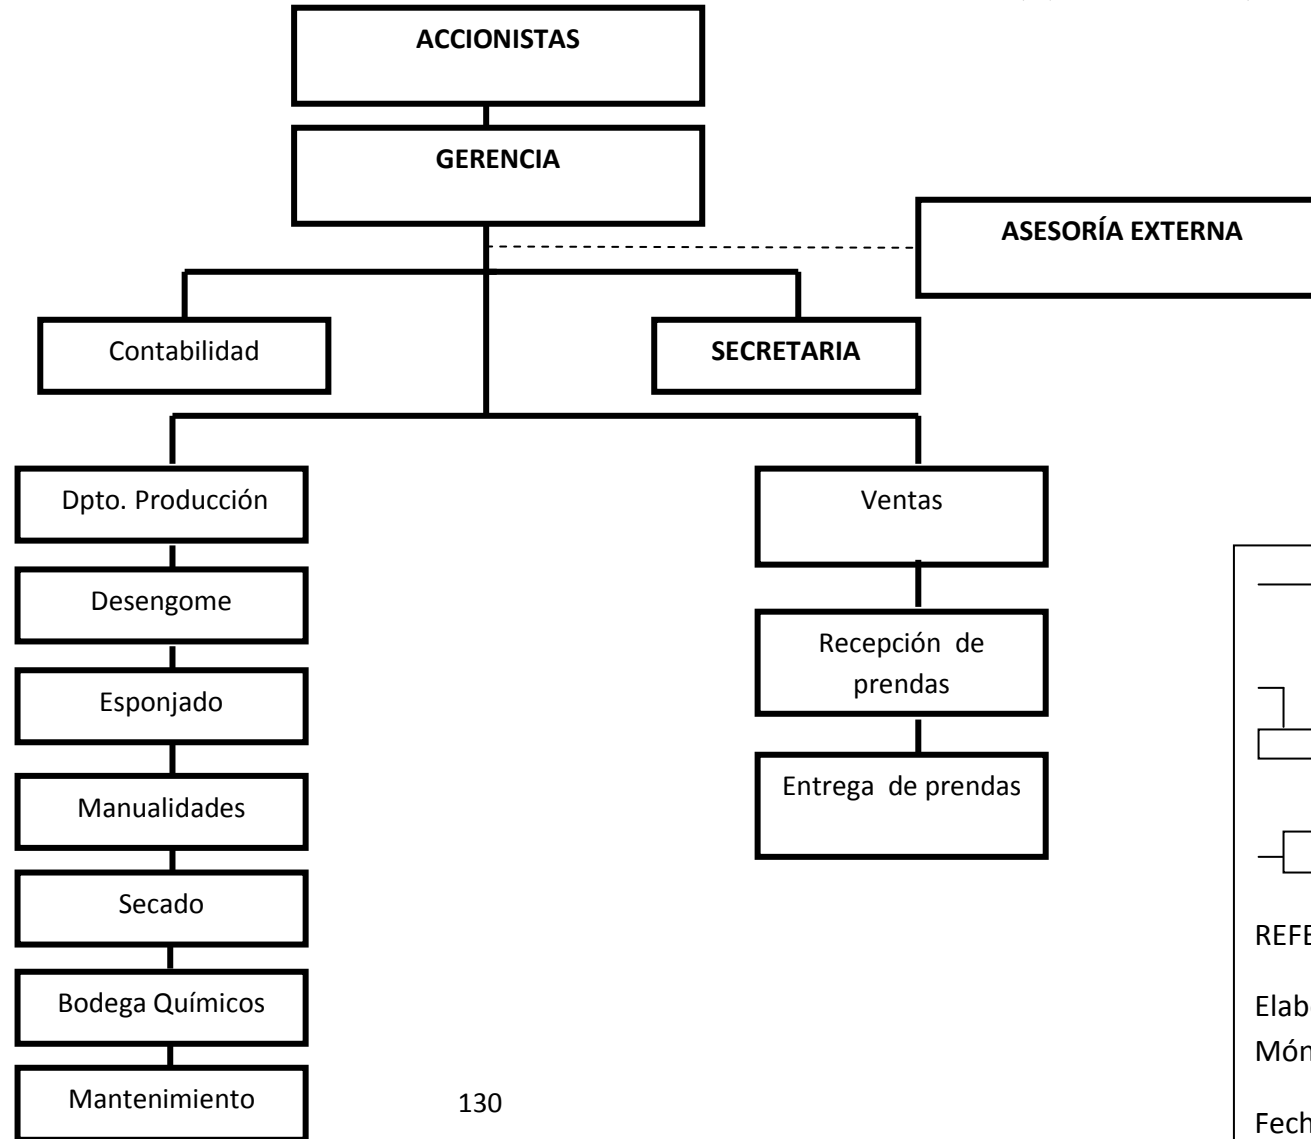 ACCIONISTAS
GERENCIA
ASESORÍA EXTERNA
Contabilidad
SECRETARIA
Dpto. Producción
Ventas
Desengome
Recepción de
prendas
Esponjado
Entrega de prendas
Manualidades
Secado
Bodega Químicos
Mantenimiento
130